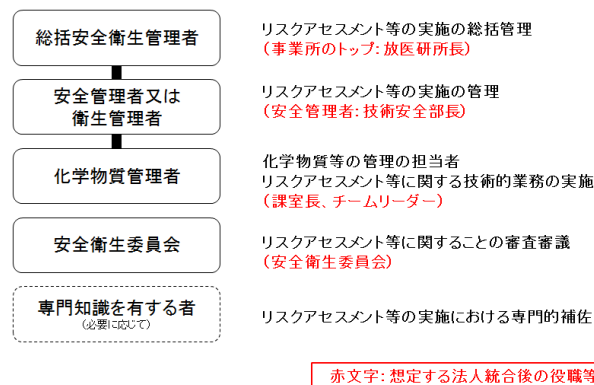 総括安全衛生管理者
リスクアセスメント等の実施の総括管理
(事業所のトップ:放医研所長)
安全管理者又は
衛生管理者
リスクアセスメント等の実施の管理
(安全管理者:技術安全部長)
化学物質管理者
化学物質等の管理の担当者
リスクアセスメント等に関する技術的業務の実施
(課室長、チームリーダー)
安全衛生委員会
リスクアセスメント等に関することの審査審議
(安全衛生委員会)
専門知識を有する者
(必要に応じて)
リスクアセスメント等の実施における専門的補佐
赤文字:想定する法人統合後の役職等